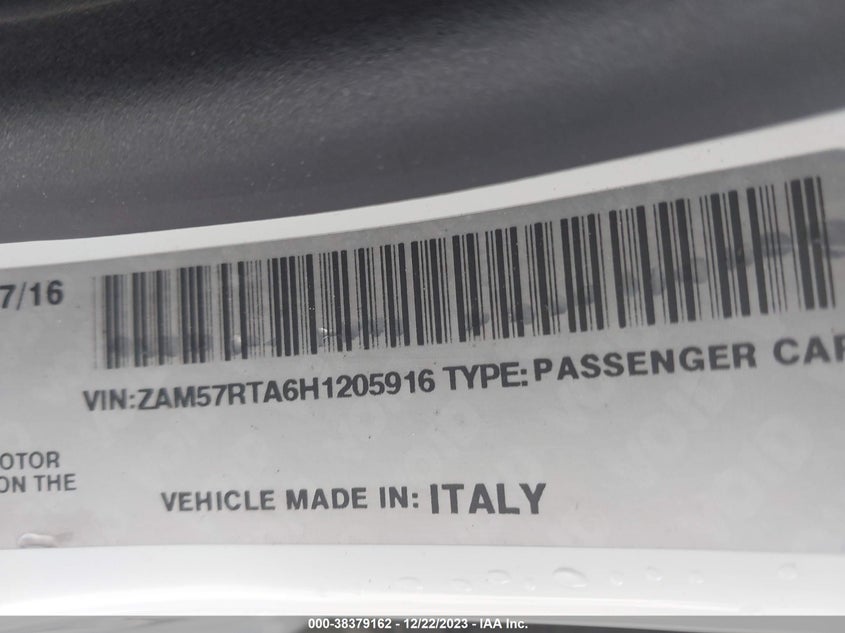 7/16
VIN:ZAM57RTA6H1205916 TYPE:PASSENGER CAR
OTOR
ON THE
VEHICLE MADE IN: ITALY
000-38379162 - 12/22/2023 - IAA Inc.